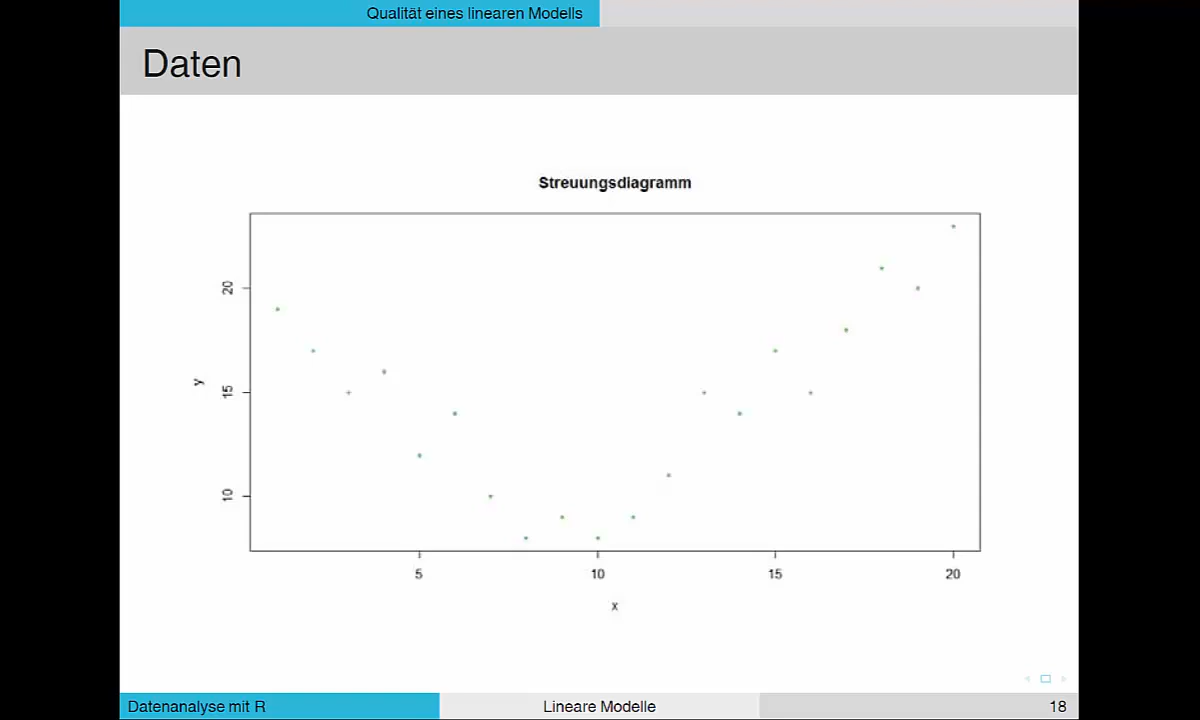 Qualität eines linearen Modells
Daten
Streuungsdiagramm
20
15
10
y
5 10 15 20
x
Datenanalyse mit R Lineare Modelle 18